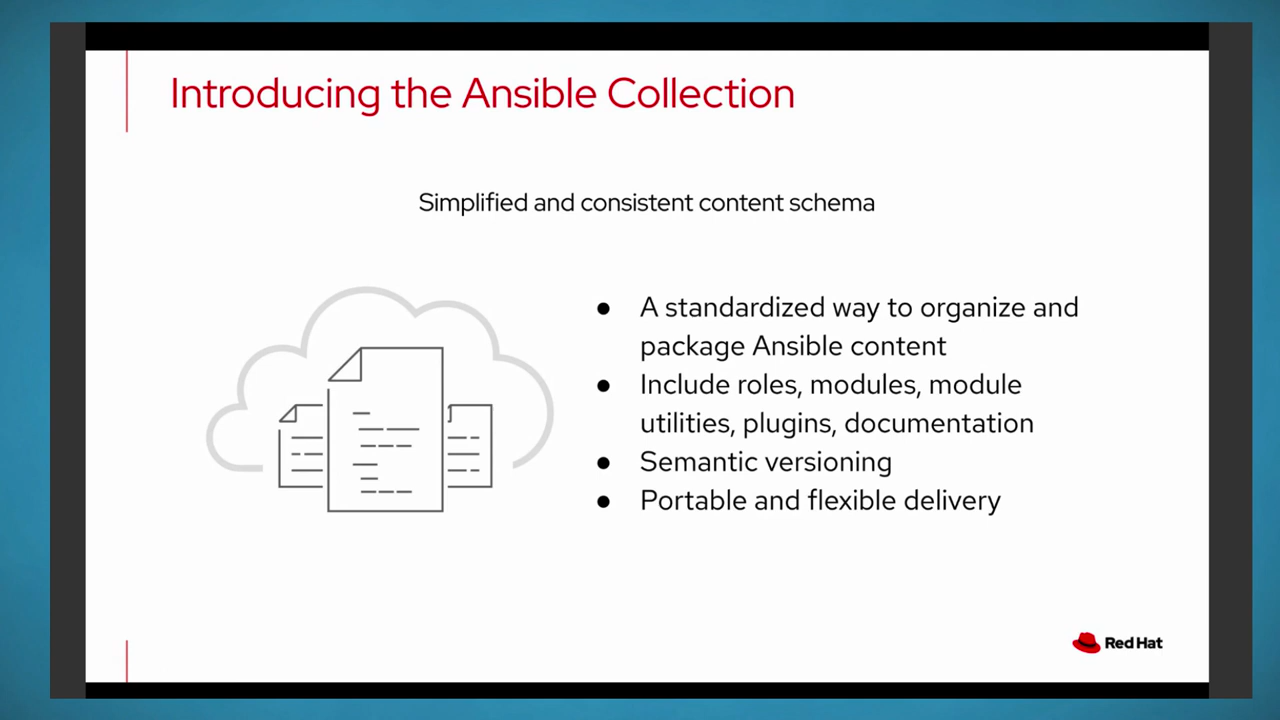 Introducing the Ansible Collection
Simplified and consistent content schema
● A standardized way to organize and
package Ansible content
● Include roles, modules, module
utilities, plugins, documentation
● Semantic versioning
● Portable and flexible delivery
Red Hat